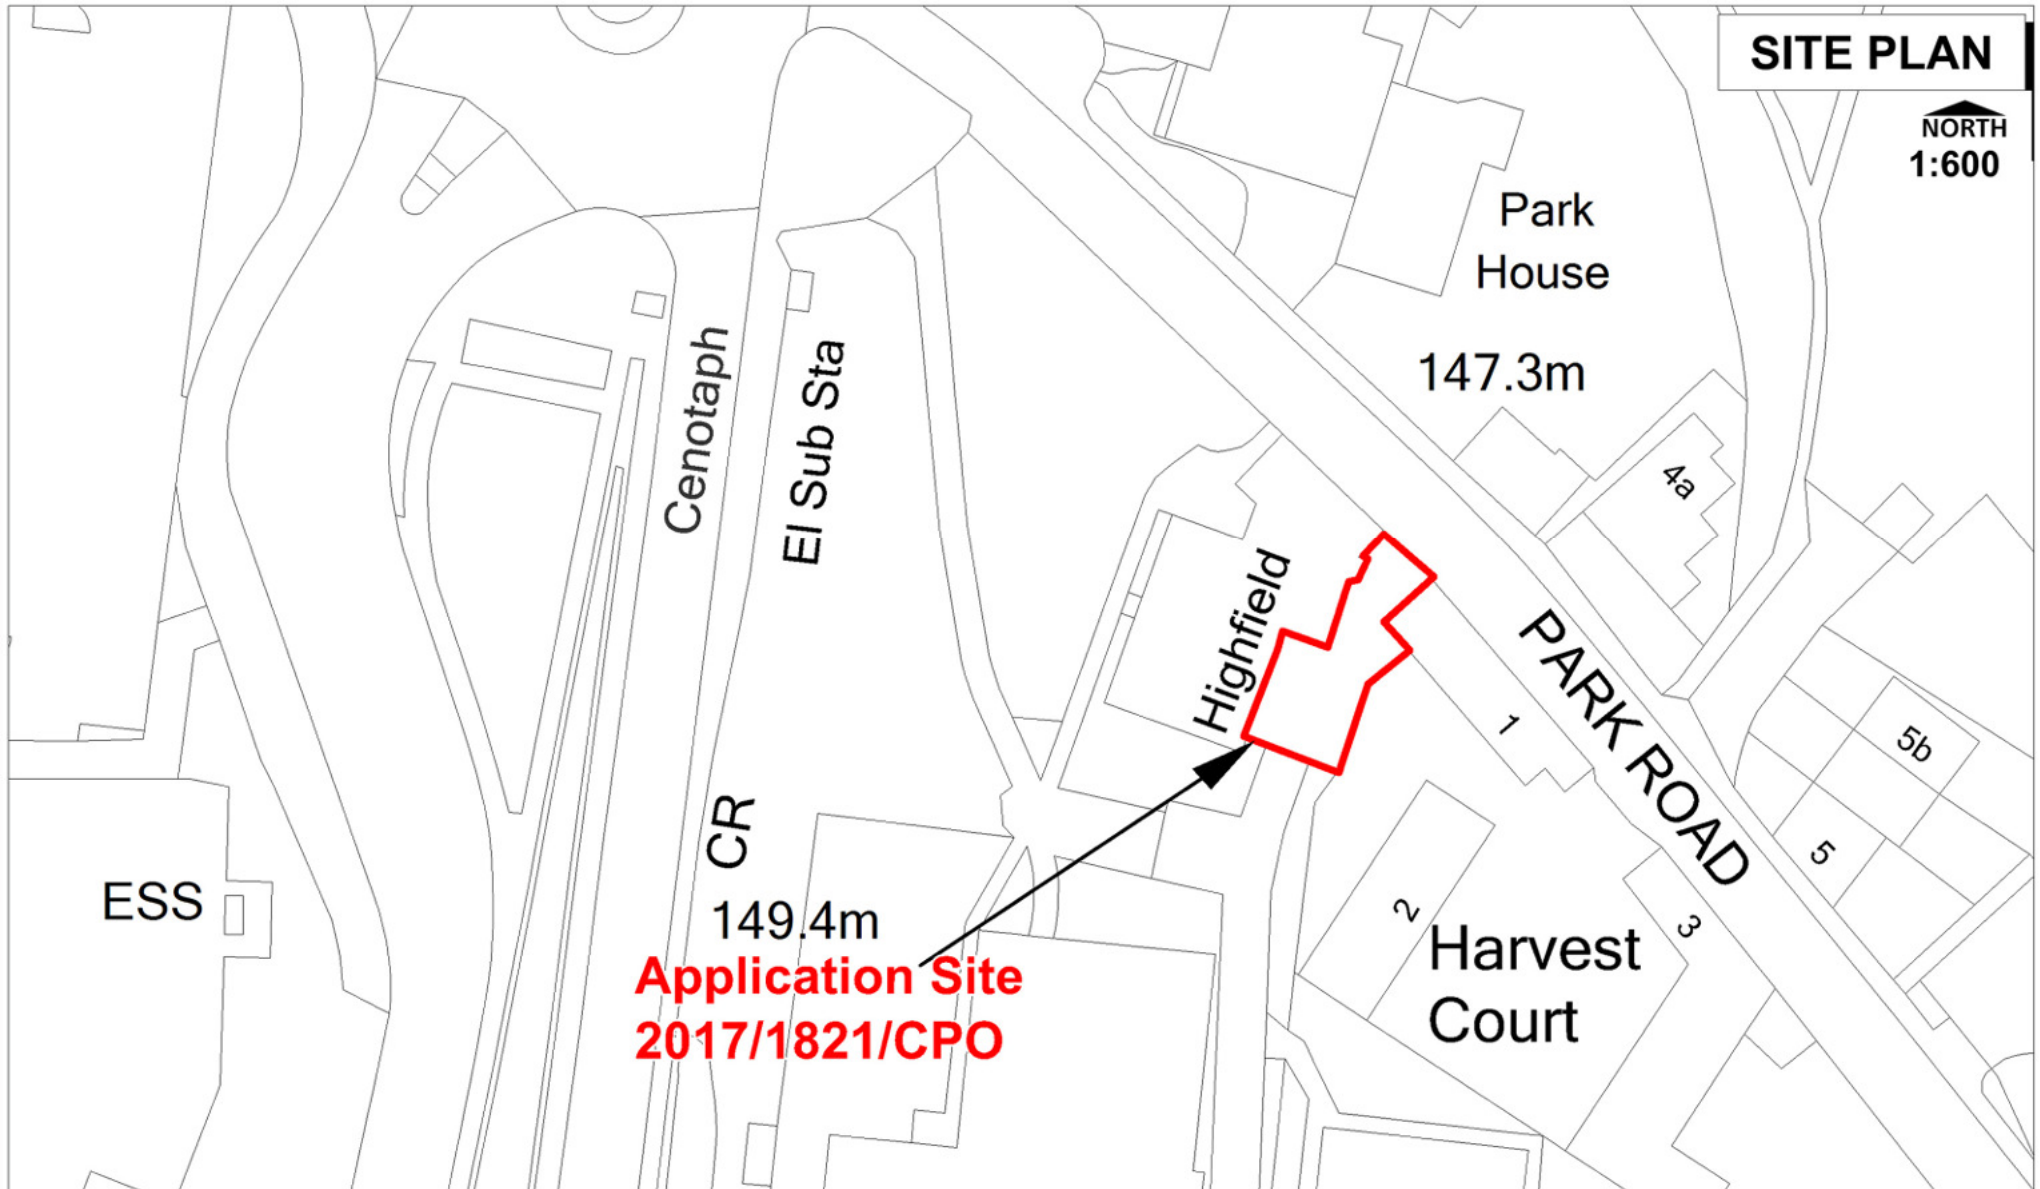 SITE PLAN
NORTH
1:600
Park
House
147.3m
Cenotaph
El Sub Sta
4a
Highfield
PARK ROAD
1
5b
5
CR
2
3
ESS
149.4m
Harvest
Court
Application Site
2017/1821/CPO